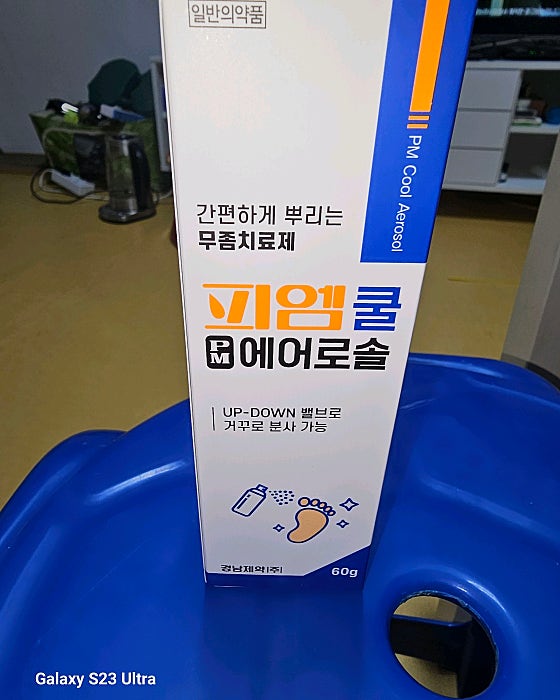 일반의약품
PM Cool Aerosol
간편하게 뿌리는
무좀치료제
피엠쿨
PM 에어로솔
UP-DOWN 밸브로
거꾸로 분사 가능
경남제약(주)
60g
Galaxy S23 Ultra